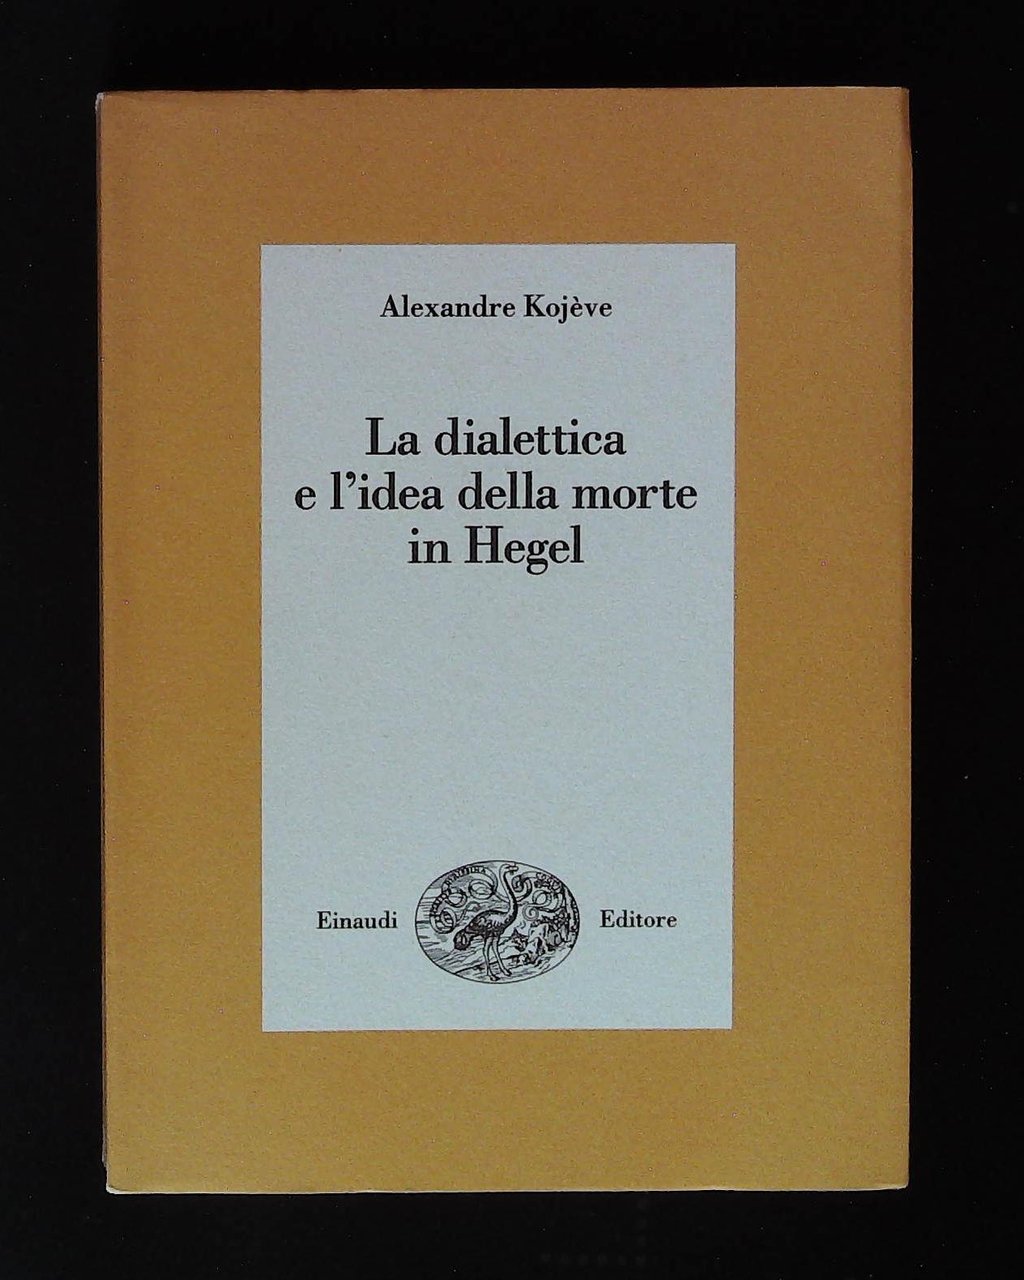 Alexandre Kojève
La dialettica
e l'idea della morte
in Hegel
Einaudi Editore